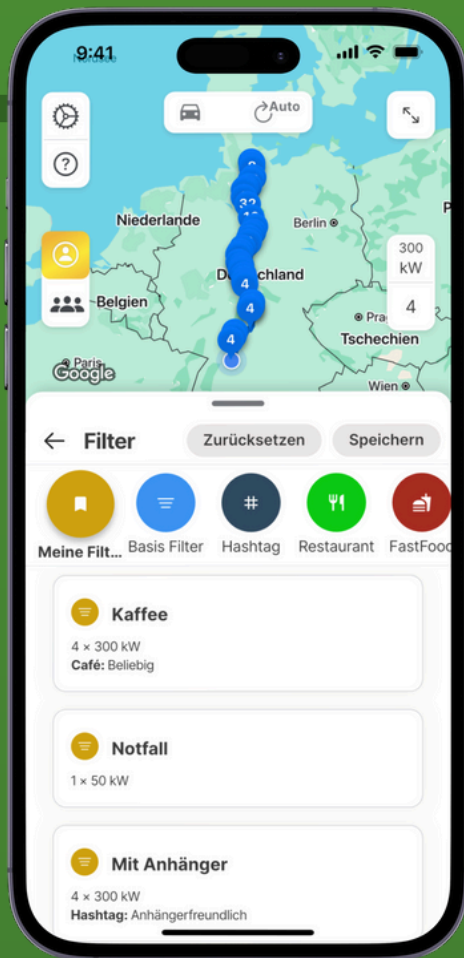 9:41
Nordsee
Auto
?
Niederlande
32
Berlin
300
kW
4
4
4
4
Belgien
Tschechien
Paris
Google
Wien
Filter
Zurücksetzen
Speichern
#
Meine Filt...
Basis Filter
Hashtag
Restaurant
FastFood
Kaffee
4 × 300 kW
Café: Beliebig
Notfall
1 × 50 kW
Mit Anhänger
4 × 300 kW
Hashtag: Anhängerfreundlich